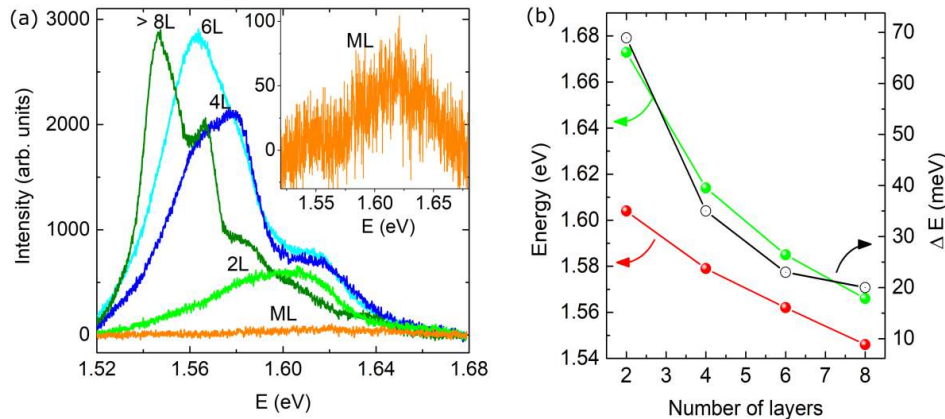 (a)
> 8L
6L
4L
2L
ML
3000
2000
1000
0
Intensity (arb. units)
1.52 1.56 1.60 1.64 1.68
E (eV)
100
50
0
ML
1.55 1.60 1.65
E (eV)
(b)
1.68
1.66
1.64
1.62
1.60
1.58
1.56
1.54
Energy (eV)
70
60
50
40
30
20
10
Δ E (meV)
2 3 4 5 6 7 8
Number of layers